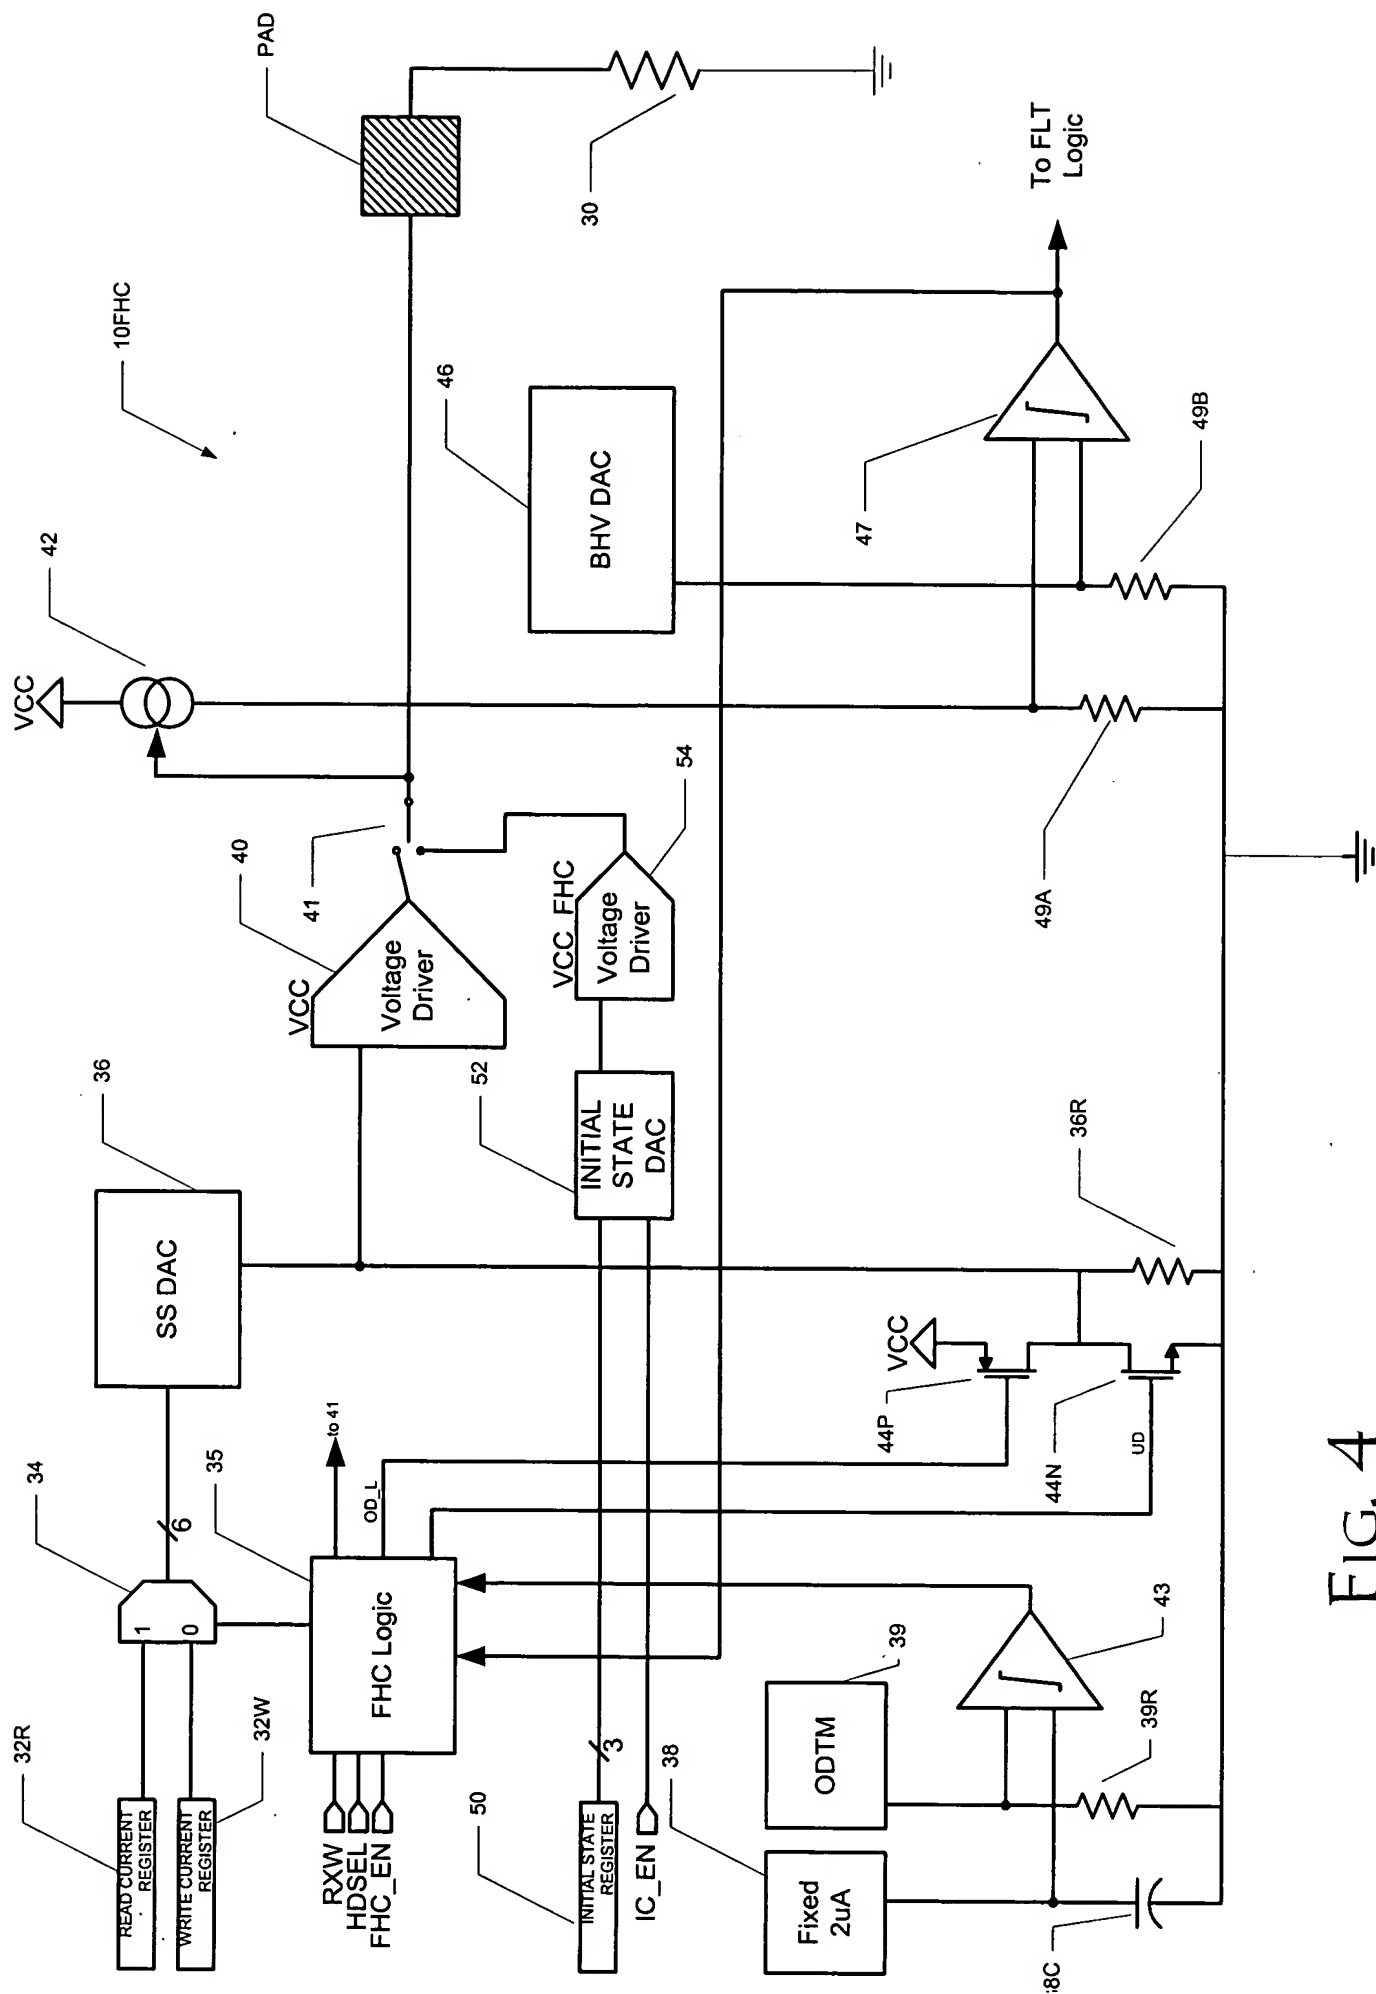 READ CURRENT
REGISTER
32R
WRITE CURRENT
REGISTER
32W
1
0
34
6
SS DAC
36
RXW
HDSEL
FHC_EN
FHC Logic
35
to 41
OD_L
UD
INITIAL STATE
REGISTER
50
3
IC_EN
INITIAL
STATE
DAC
52
VCC
Voltage
Driver
40
41
VCC_FHC
Voltage
Driver
54
VCC
42
10FHC
PAD
30
BHV DAC
46
47
To FLT
Logic
49A
49B
VCC
44P
44N
36R
Fixed
2uA
38
ODTM
39
39R
43
8C
FIG. 4